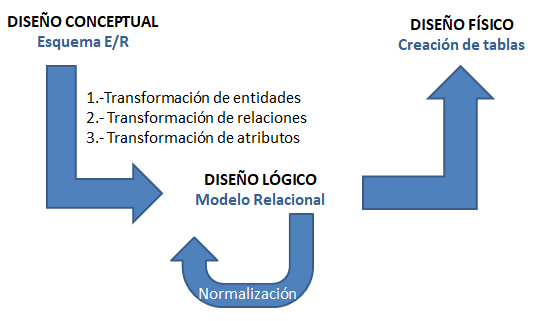 DISEÑO CONCEPTUAL
Esquema E/R
DISEÑO FÍSICO
Creación de tablas
1.-Transformación de entidades
2.- Transformación de relaciones
3.- Transformación de atributos
DISEÑO LÓGICO
Modelo Relacional
Normalización